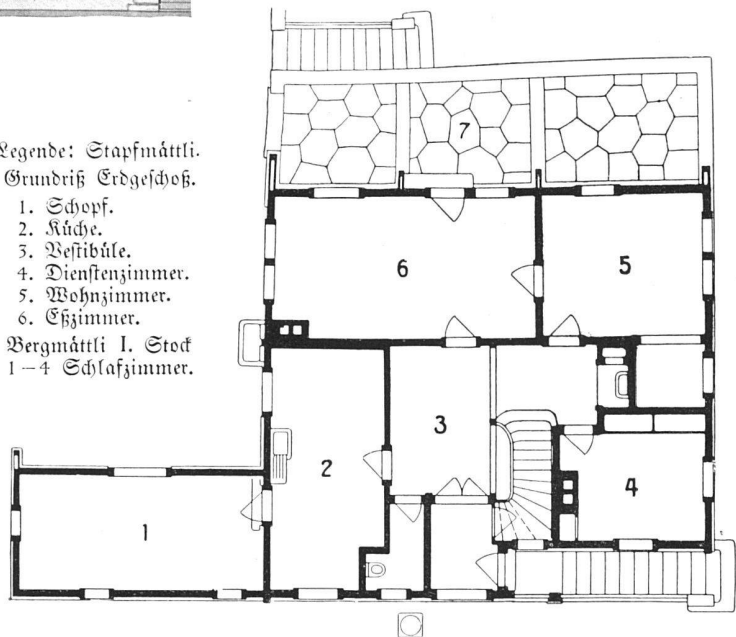 Legende: Stapfmättli.
Grundriß Erdgeschoß.
1. Schopf.
2. Küche.
3. Vestibüle.
4. Dienstenzimmer.
5. Wohnzimmer.
6. Eßzimmer.
Bergmättli I. Stock
1–4 Schlafzimmer.
7
6
5
3
2
4
1